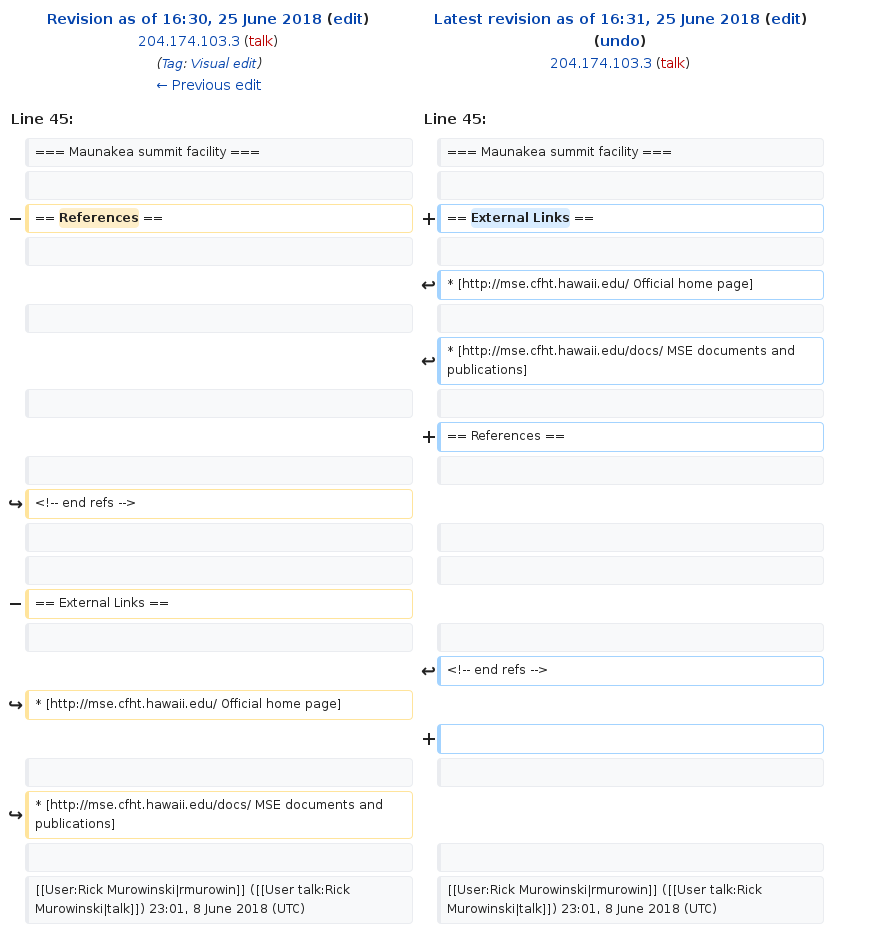 Revision as of 16:30, 25 June 2018 (edit)
204.174.103.3 (talk)
(Tag: Visual edit)
← Previous edit
Latest revision as of 16:31, 25 June 2018 (edit)
(undo)
204.174.103.3 (talk)
Line 45:
Line 45:
=== Maunakea summit facility ===
=== Maunakea summit facility ===
− == References ==
+ == External Links ==
↩ * [http://mse.cfht.hawaii.edu/ Official home page]
↩ * [http://mse.cfht.hawaii.edu/docs/ MSE documents and
publications]
+ == References ==
↪ <!-- end refs -->
− == External Links ==
↩ <!-- end refs -->
↪ * [http://mse.cfht.hawaii.edu/ Official home page]
+
↪ * [http://mse.cfht.hawaii.edu/docs/ MSE documents and
publications]
[[User:Rick Murowinski|rmurowin]] ([[User talk:Rick
Murowinski|talk]]) 23:01, 8 June 2018 (UTC)
[[User:Rick Murowinski|rmurowin]] ([[User talk:Rick
Murowinski|talk]]) 23:01, 8 June 2018 (UTC)